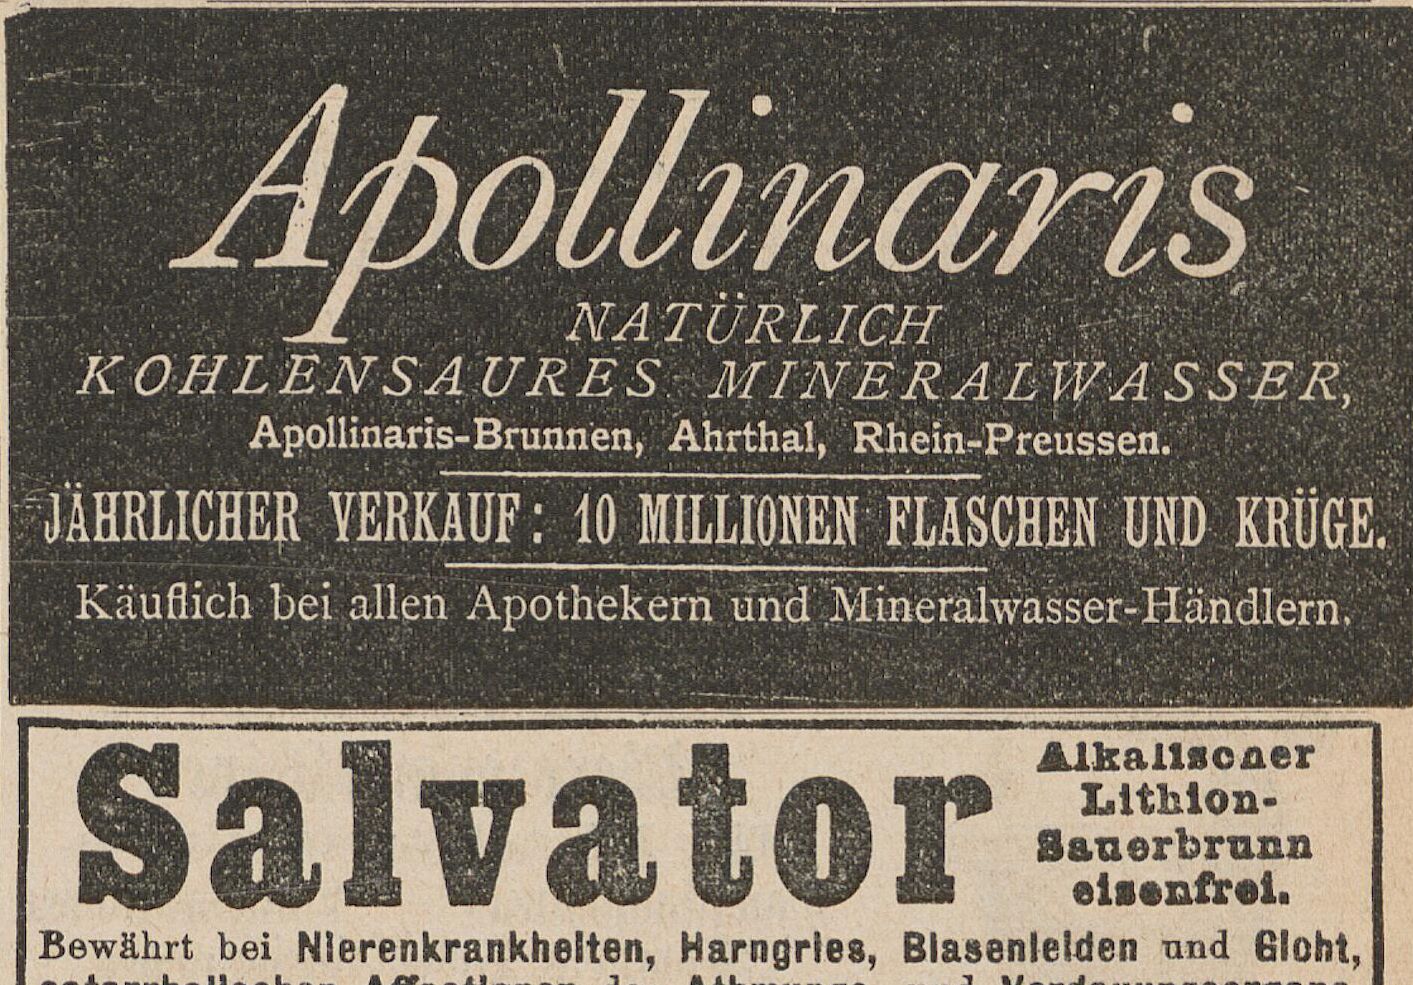 Apollinaris
NATÜRLICH
KOHLENSAURES MINERALWASSER,
Apollinaris-Brunnen, Ahrthal, Rhein-Preussen.
JÄHRLICHER VERKAUF: 10 MILLIONEN FLASCHEN UND KRÜGE.
Käuflich bei allen Apothekern und Mineralwasser-Händlern.
Salvator
Alkalischer
Lithion-
Sauerbrunn
eisenfrei.
Bewährt bei Nierenkrankheiten, Harngries, Blasenleiden und Gicht,